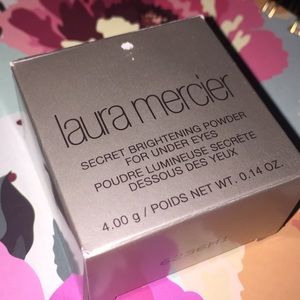 laura mercier
SECRET BRIGHTENING POWDER
FOR UNDER EYES
POUDRE LUMINEUSE SECRÈTE
DESSOUS DES YEUX
4.00 g / POIDS NET WT. 0.14 OZ.